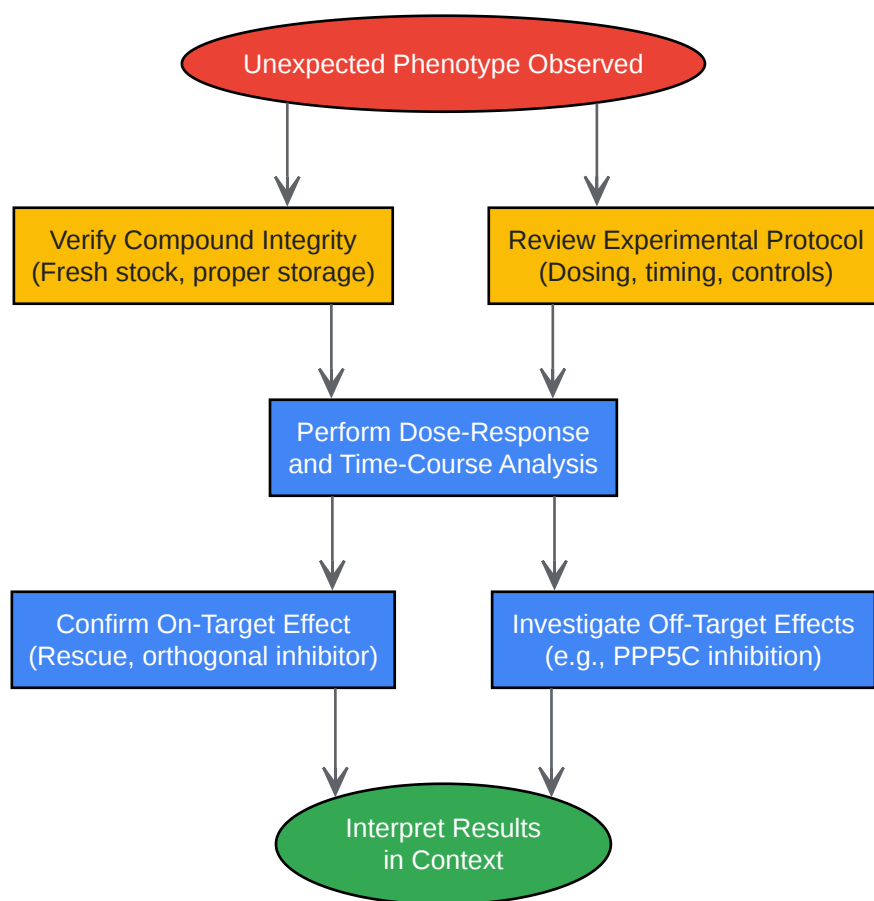 Unexpected Phenotype Observed
Verify Compound Integrity
(Fresh stock, proper storage)
Review Experimental Protocol
(Dosing, timing, controls)
Perform Dose-Response
and Time-Course Analysis
Confirm On-Target Effect
(Rescue, orthogonal inhibitor)
Investigate Off-Target Effects
(e.g., PPP5C inhibition)
Interpret Results
in Context